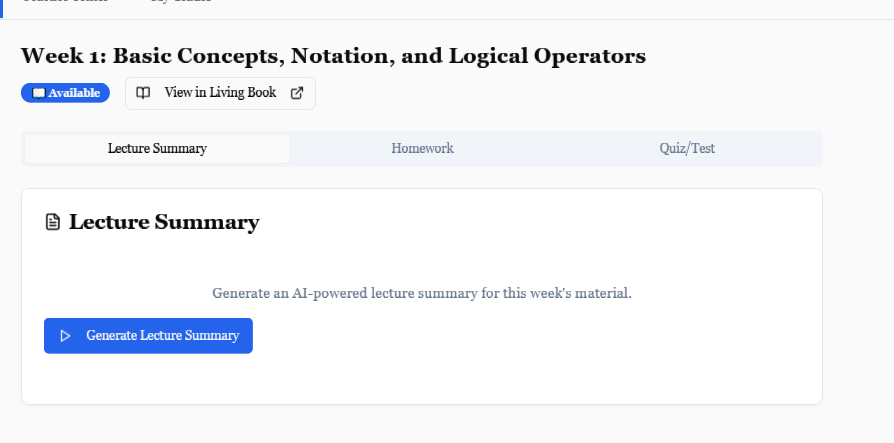 Week 1: Basic Concepts, Notation, and Logical Operators
Available
View in Living Book
Lecture Summary
Homework
Quiz/Test
Lecture Summary
Generate an AI-powered lecture summary for this week's material.
Generate Lecture Summary